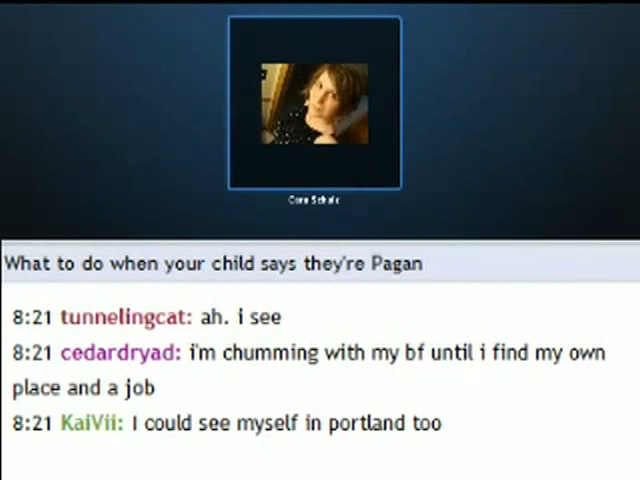 Cara Schulz
What to do when your child says they're Pagan
8:21 tunnelingcat: ah. i see
8:21 cedardryad: i'm chumming with my bf until i find my own
place and a job
8:21 KaiVii: I could see myself in portland too